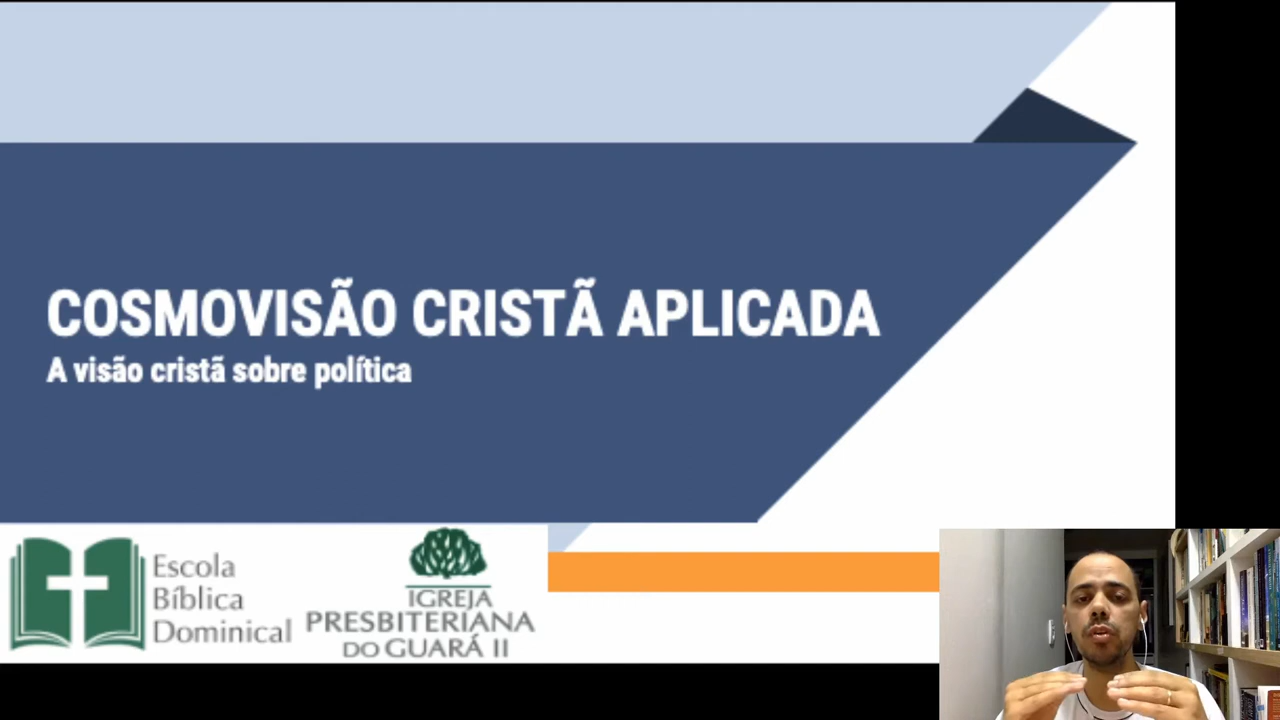 COSMOVISÃO CRISTÃ APLICADA
A visão cristã sobre política
Escola
Bíblica
Dominical
IGREJA
PRESBITERIANA
DO GUARÁ II